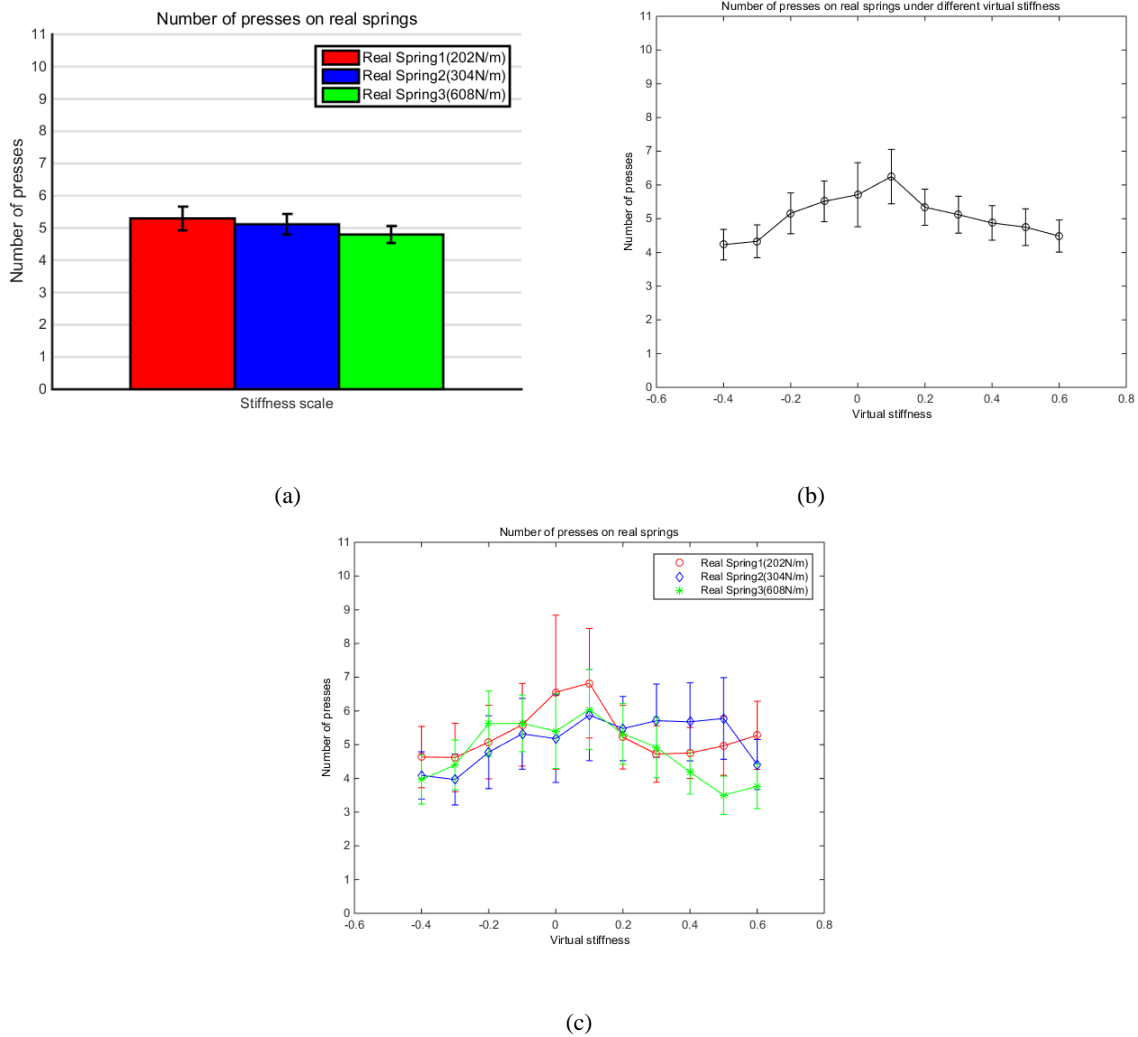 Number of presses on real springs
11
10
9
8
7
6
5
4
3
2
1
0
Number of presses
Real Spring1(202N/m)
Real Spring2(304N/m)
Real Spring3(608N/m)
Stiffness scale
(a)
Number of presses on real springs under different virtual stiffness
11
10
9
8
7
6
5
4
3
2
1
0
Number of presses
-0.6 -0.4 -0.2 0 0.2 0.4 0.6 0.8
Virtual stiffness
(b)
Number of presses on real springs
11
10
9
8
7
6
5
4
3
2
1
0
Number of presses
Real Spring1(202N/m)
Real Spring2(304N/m)
Real Spring3(608N/m)
-0.6 -0.4 -0.2 0 0.2 0.4 0.6 0.8
Virtual stiffness
(c)